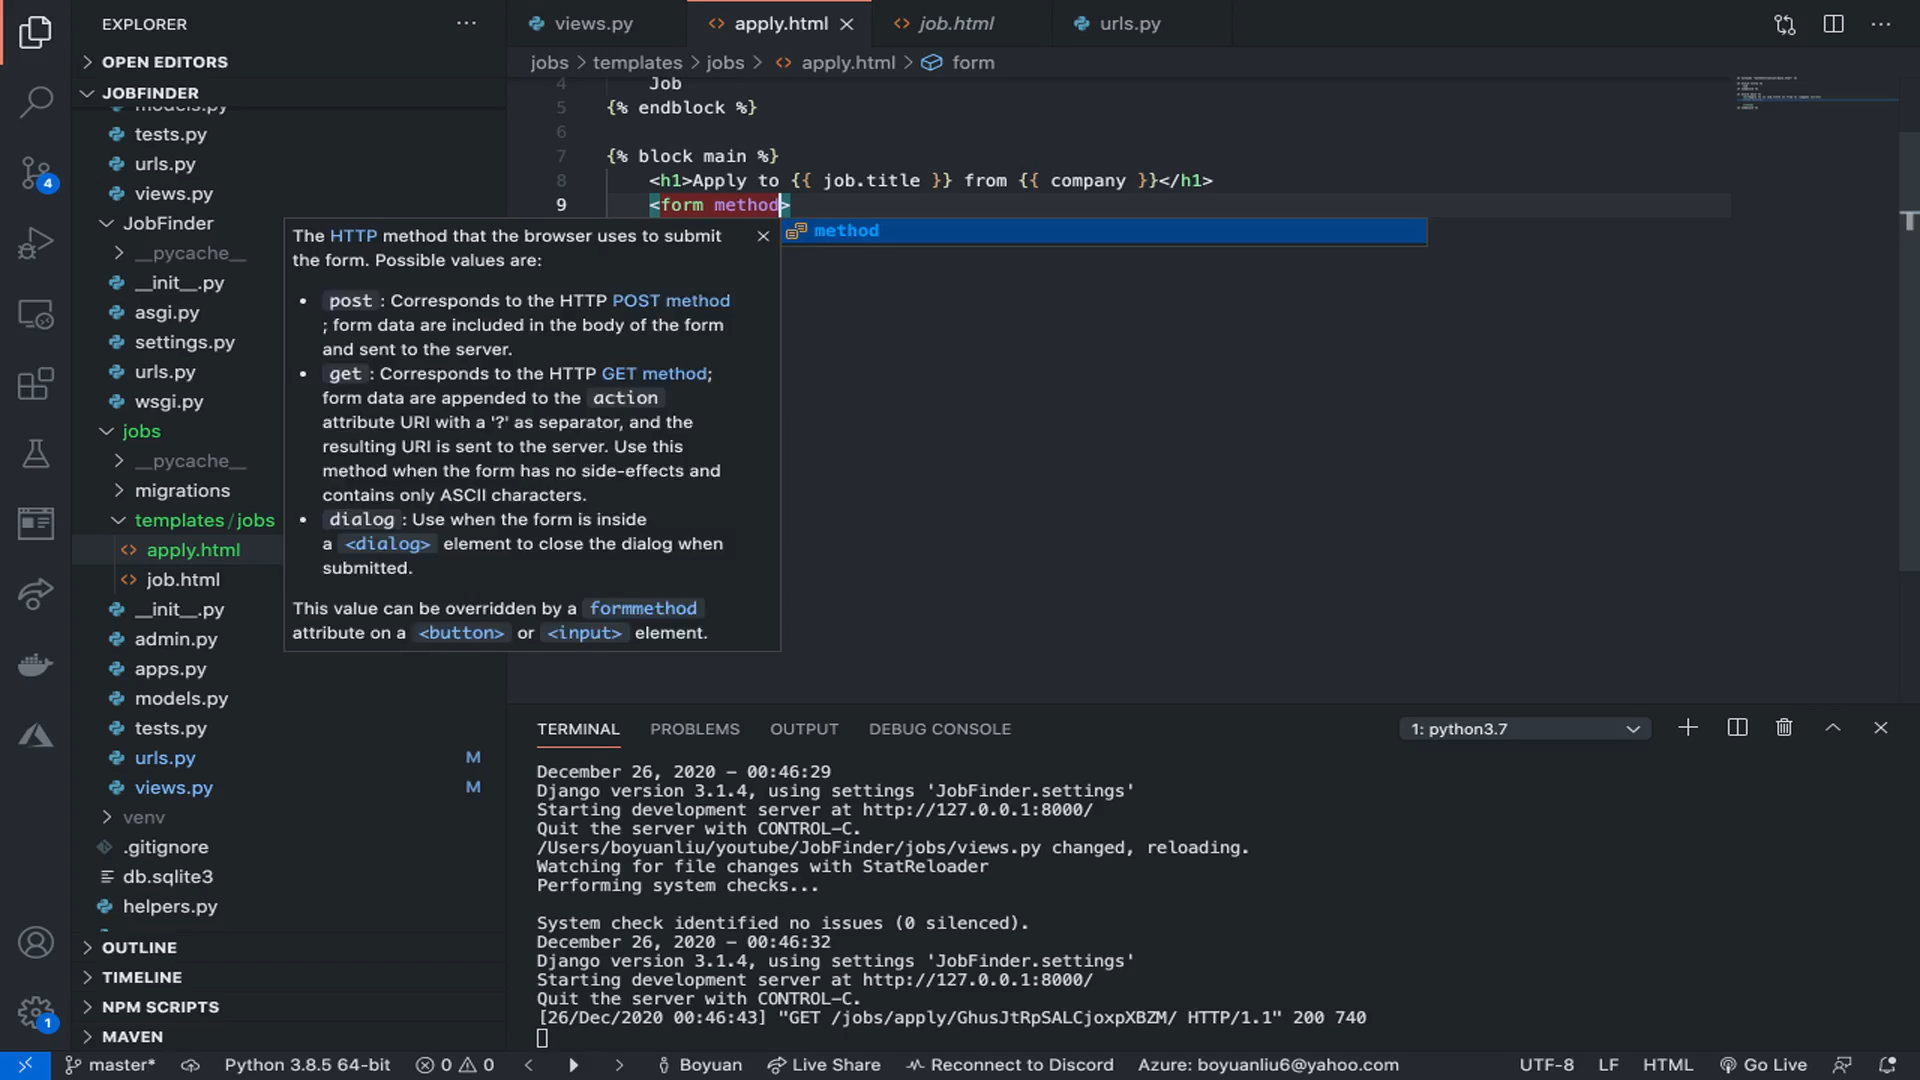 EXPLORER
OPEN EDITORS
JOBFINDER
models.py
tests.py
urls.py
views.py
JobFinder
__pycache__
__init__.py
asgi.py
settings.py
urls.py
wsgi.py
jobs
__pycache__
migrations
templates/jobs
apply.html
job.html
__init__.py
admin.py
apps.py
models.py
tests.py
urls.py M
views.py M
venv
.gitignore
db.sqlite3
helpers.py
OUTLINE
TIMELINE
NPM SCRIPTS
MAVEN
4
1
views.py apply.html job.html urls.py
jobs > templates > jobs > apply.html > form
4 Job
5 {% endblock %}
6
7 {% block main %}
8 <h1>Apply to {{ job.title }} from {{ company }}</h1>
9 <form method>
method
The HTTP method that the browser uses to submit
the form. Possible values are:
• post: Corresponds to the HTTP POST method
; form data are included in the body of the form
and sent to the server.
• get: Corresponds to the HTTP GET method;
form data are appended to the action
attribute URI with a '?' as separator, and the
resulting URI is sent to the server. Use this
method when the form has no side-effects and
contains only ASCII characters.
• dialog: Use when the form is inside
a <dialog> element to close the dialog when
submitted.
This value can be overridden by a formmethod
attribute on a <button> or <input> element.
TERMINAL PROBLEMS OUTPUT DEBUG CONSOLE 1: python3.7
December 26, 2020 - 00:46:29
Django version 3.1.4, using settings 'JobFinder.settings'
Starting development server at http://127.0.0.1:8000/
Quit the server with CONTROL-C.
/Users/boyuanliu/youtube/JobFinder/jobs/views.py changed, reloading.
Watching for file changes with StatReloader
Performing system checks...
System check identified no issues (0 silenced).
December 26, 2020 - 00:46:32
Django version 3.1.4, using settings 'JobFinder.settings'
Starting development server at http://127.0.0.1:8000/
Quit the server with CONTROL-C.
[26/Dec/2020 00:46:43] "GET /jobs/apply/GhusJtRpSALCjoxpXBZM/ HTTP/1.1" 200 740
master* Python 3.8.5 64-bit 0 0 Boyuan Live Share Reconnect to Discord Azure: boyuanliu6@yahoo.com UTF-8 LF HTML Go Live